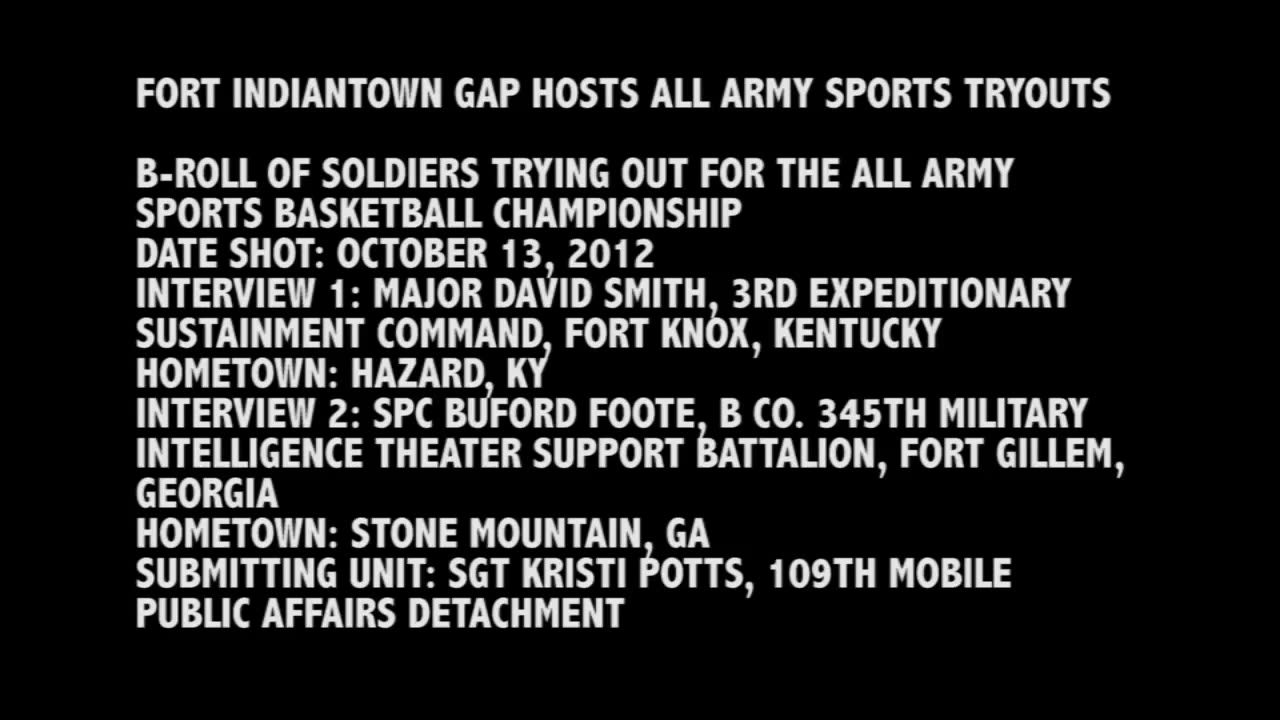 FORT INDIANTOWN GAP HOSTS ALL ARMY SPORTS TRYOUTS
B-ROLL OF SOLDIERS TRYING OUT FOR THE ALL ARMY
SPORTS BASKETBALL CHAMPIONSHIP
DATE SHOT: OCTOBER 13, 2012
INTERVIEW 1: MAJOR DAVID SMITH, 3RD EXPEDITIONARY
SUSTAINMENT COMMAND, FORT KNOX, KENTUCKY
HOMETOWN: HAZARD, KY
INTERVIEW 2: SPC BUFORD FOOTE, B CO. 345TH MILITARY
INTELLIGENCE THEATER SUPPORT BATTALION, FORT GILLEM,
GEORGIA
HOMETOWN: STONE MOUNTAIN, GA
SUBMITTING UNIT: SGT KRISTI POTTS, 109TH MOBILE
PUBLIC AFFAIRS DETACHMENT